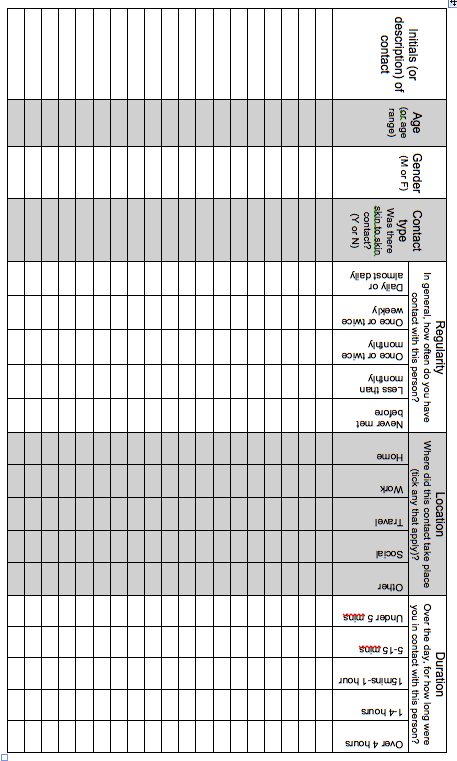 Initials (or
description) of
contact
Age
(or age
range)
Gender
(M or F)
Contact
type
Was there
skin to skin
contact?
(Y or N)
Regularity
In general, how often do you have
contact with this person?
Daily or
almost daily
Once or twice
weekly
Once or twice
monthly
Less than
monthly
Never met
before
Location
Where did this contact take place
(tick any that apply)?
Home
Work
Travel
Social
Other
Duration
Over the day, for how long were
you in contact with this person?
Under 5 mins
5-15 mins
15mins-1 hour
1-4 hours
Over 4 hours